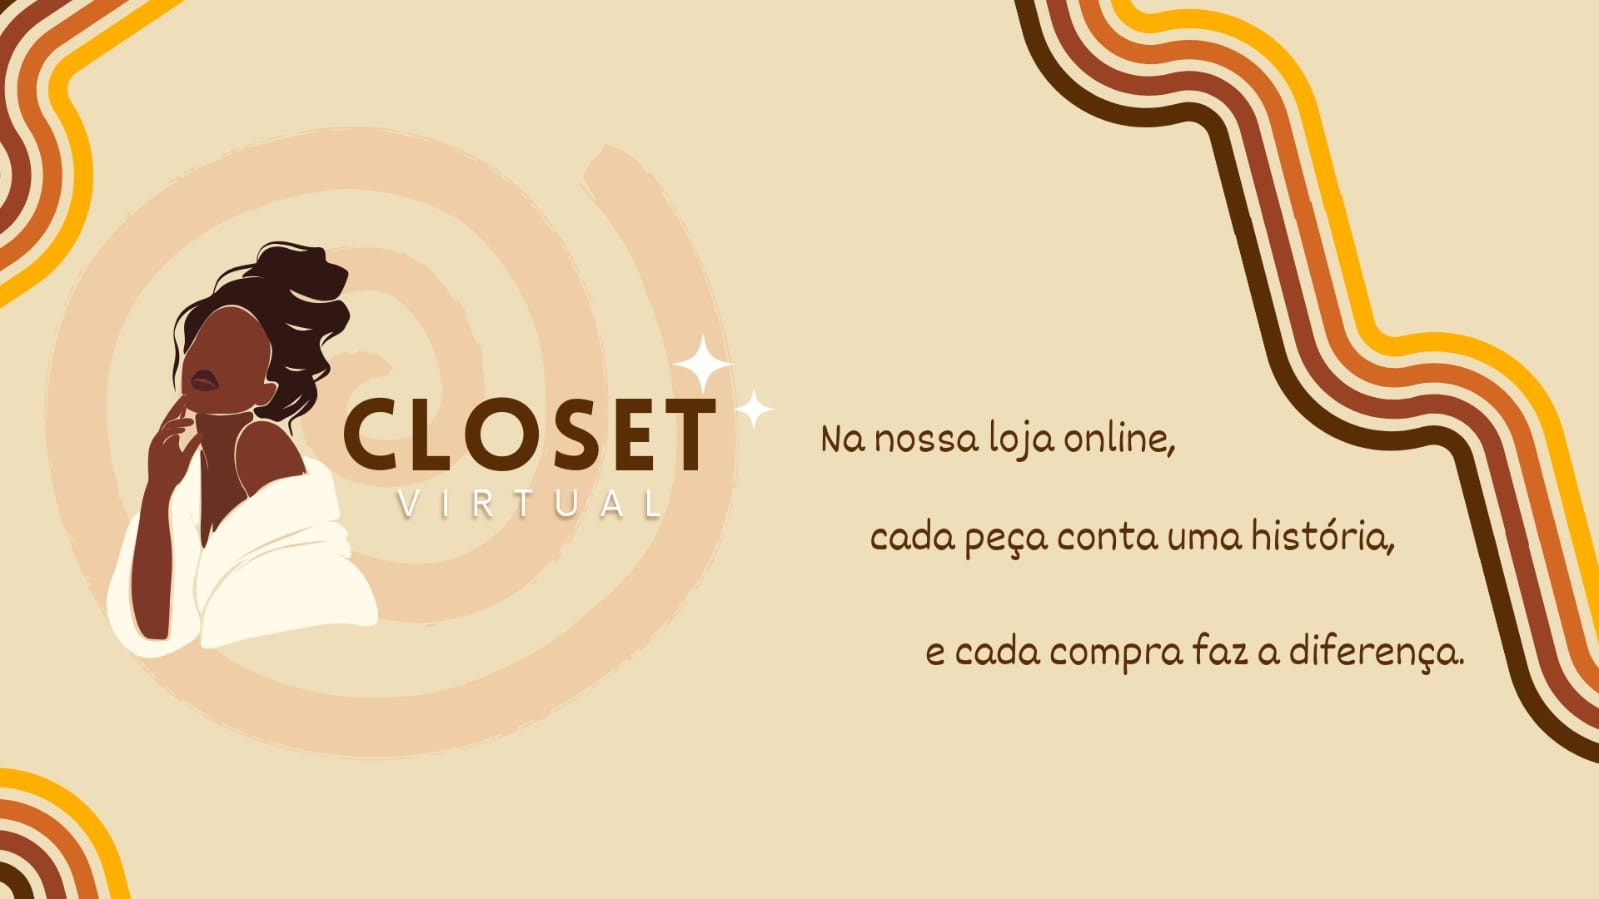 CLOSET
VIRTUAL
Na nossa loja online,
cada peça conta uma história,
e cada compra faz a diferença.